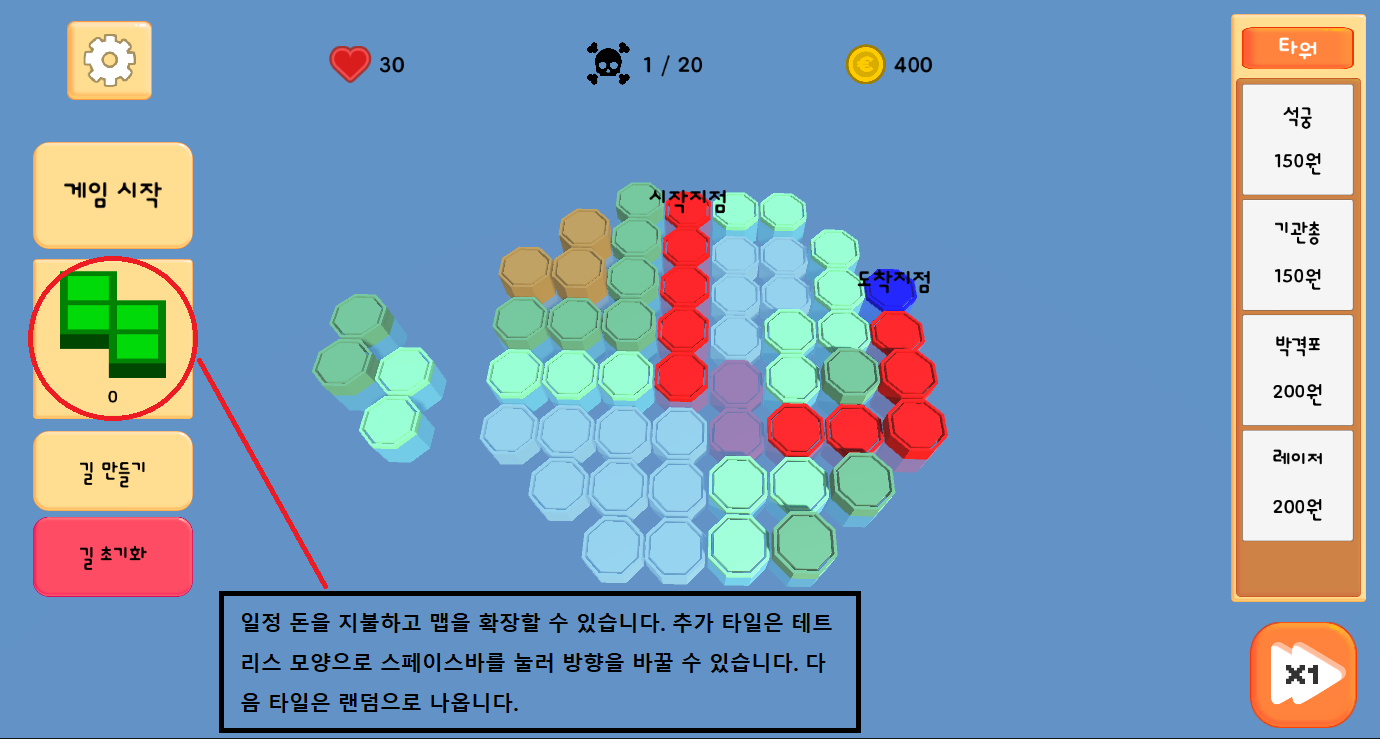 30
1 / 20
400
타워
게임 시작
석궁
150원
시작지점
기관총
150원
도착지점
박격포
200원
0
길 만들기
레이저
200원
길 초기화
일정 돈을 지불하고 맵을 확장할 수 있습니다. 추가 타일은 테트
리스 모양으로 스페이스바를 눌러 방향을 바꿀 수 있습니다. 다
음 타일은 랜덤으로 나옵니다.
X1